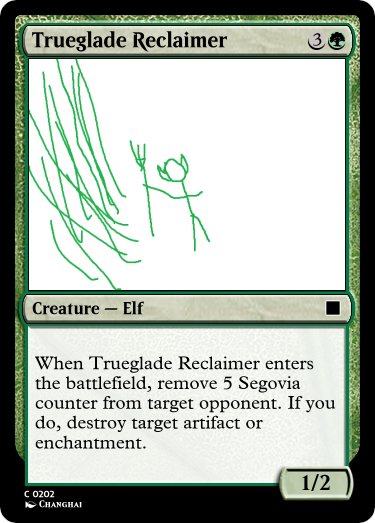 Trueglade Reclaimer 3
Creature — Elf
When Trueglade Reclaimer enters
the battlefield, remove 5 Segovia
counter from target opponent. If you
do, destroy target artifact or
enchantment.
1/2
C 0202
Changhai